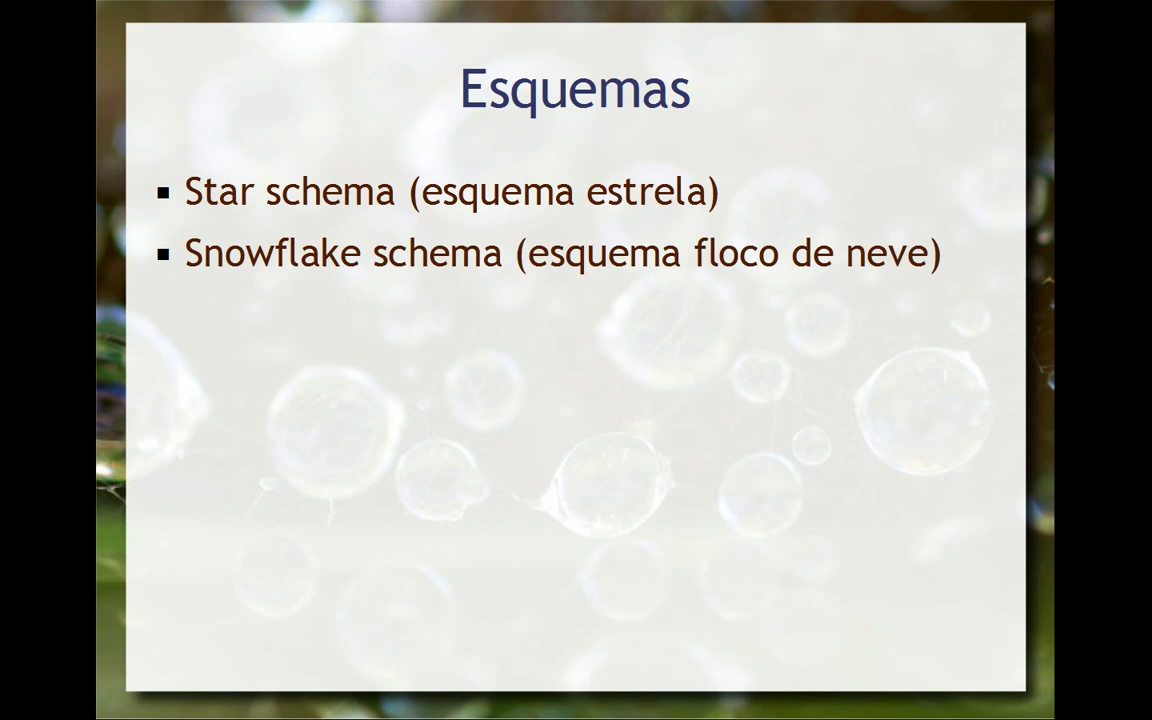 Esquemas
▪ Star schema (esquema estrela)
▪ Snowflake schema (esquema floco de neve)